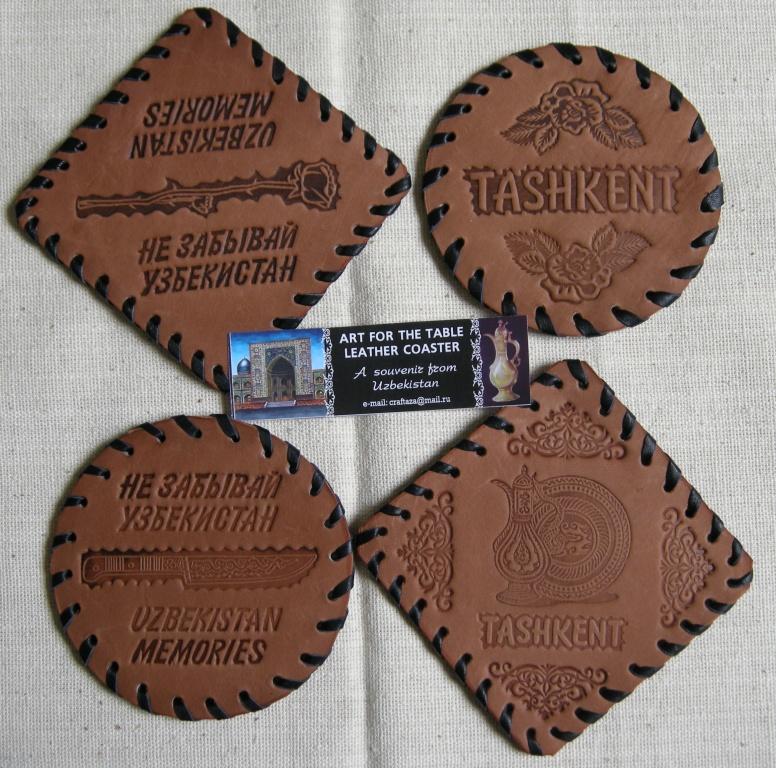 UZBEKISTAN
MEMORIES
НЕ ЗАБЫВАЙ
УЗБЕКИСТАН
TASHKENT
ART FOR THE TABLE
LEATHER COASTER
A souvenir from
Uzbekistan
e-mail: craftaza@mail.ru
НЕ ЗАБЫВАЙ
УЗБЕКИСТАН
UZBEKISTAN
MEMORIES
TASHKENT